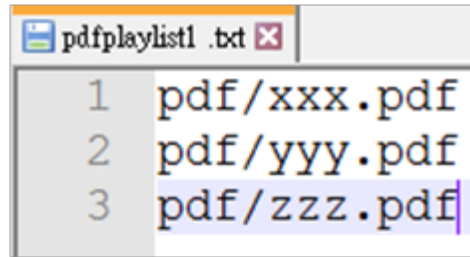 pdfplaylist1 .txt
1 pdf/xxx.pdf
2 pdf/yyy.pdf
3 pdf/zzz.pdf